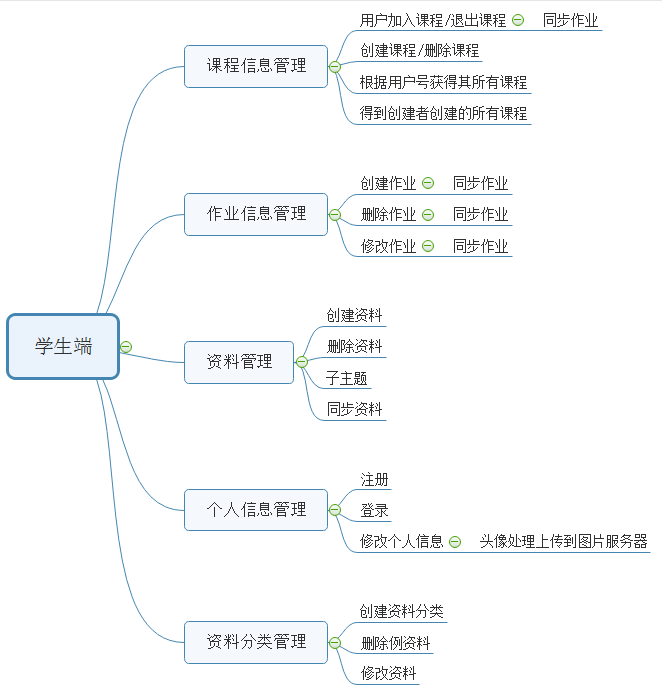 学生端
课程信息管理
用户加入课程/退出课程
同步作业
创建课程/删除课程
根据用户号获得其所有课程
得到创建者创建的所有课程
作业信息管理
创建作业
同步作业
删除作业
同步作业
修改作业
同步作业
资料管理
创建资料
删除资料
子主题
同步资料
个人信息管理
注册
登录
修改个人信息
头像处理上传到图片服务器
资料分类管理
创建资料分类
删除例资料
修改资料